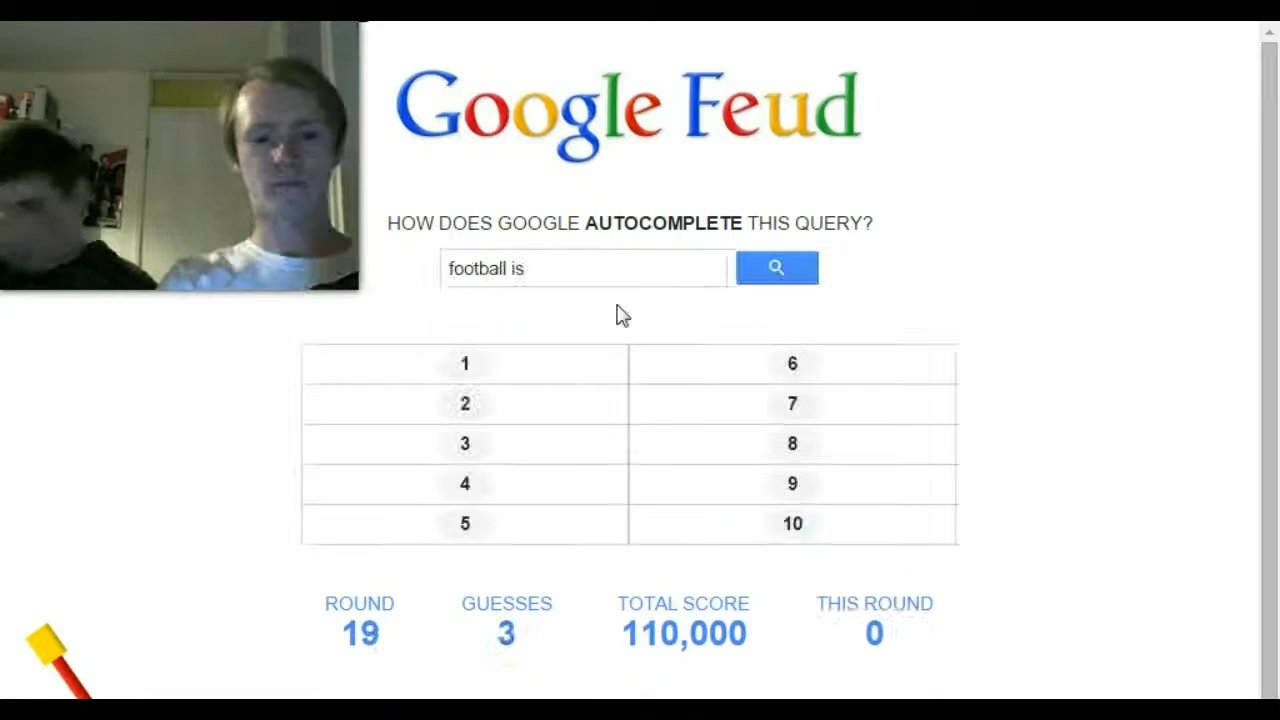 Google Feud
HOW DOES GOOGLE AUTOCOMPLETE THIS QUERY?
football is
1 6
2 7
3 8
4 9
5 10
ROUND GUESSES TOTAL SCORE THIS ROUND
19 3 110,000 0